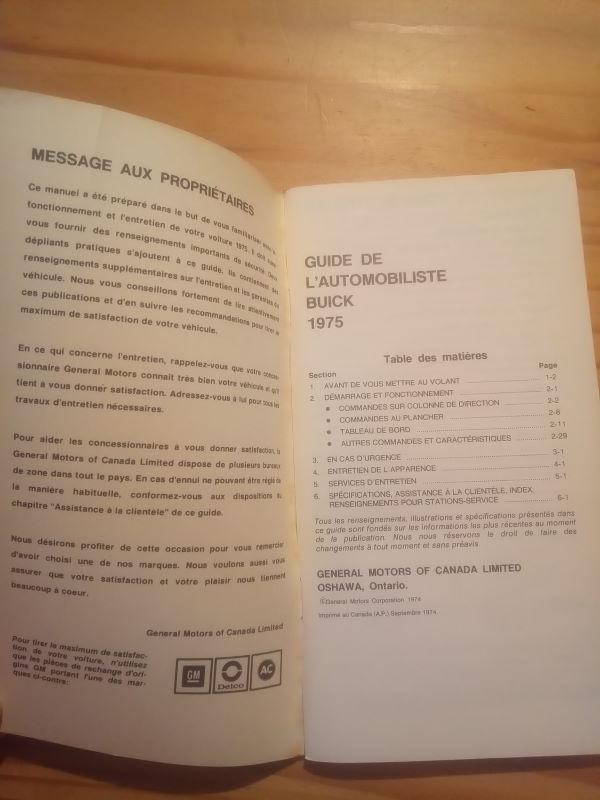 MESSAGE AUX PROPRIÉTAIRES
Ce manuel a été préparé dans le but de vous familiariser avec le
fonctionnement et l'entretien de votre voiture 1975. Il doit aussi
vous fournir des renseignements importants de sécurité. Deux
dépliants pratiques s'ajoutent à ce guide. Ils contiennent des
renseignements supplémentaires sur l'entretien et les garanties du
véhicule. Nous vous conseillons fortement de lire attentivement
ces publications et d'en suivre les recommandations pour tirer le
maximum de satisfaction de votre véhicule.
En ce qui concerne l'entretien, rappelez-vous que votre conces-
sionnaire General Motors connaît très bien votre véhicule et qu'il
tient à vous donner satisfaction. Adressez-vous à lui pour tous les
travaux d'entretien nécessaires.
Pour aider les concessionnaires à vous donner satisfaction, la
General Motors of Canada Limited dispose de plusieurs bureaux
de zone dans tout le pays. En cas d'ennui ne pouvant être réglé de
la manière habituelle, conformez-vous aux dispositions du
chapitre "Assistance à la clientèle" de ce guide.
Nous désirons profiter de cette occasion pour vous remercier
d'avoir choisi une de nos marques. Nous voulons aussi vous
assurer que votre satisfaction et votre plaisir nous tiennent
beaucoup à coeur.
General Motors of Canada Limited
Pour tirer le maximum de satisfac-
tion de votre voiture, n'utilisez
que les pièces de rechange d'ori-
gine GM portant l'une des mar-
ques ci-contre:
GM
Delco
AC
GUIDE DE
L'AUTOMOBILISTE
BUICK
1975
Table des matières
Section Page
1. AVANT DE VOUS METTRE AU VOLANT 1-2
2. DÉMARRAGE ET FONCTIONNEMENT 2-1
● COMMANDES SUR COLONNE DE DIRECTION 2-2
● COMMANDES AU PLANCHER 2-8
● TABLEAU DE BORD 2-11
● AUTRES COMMANDES ET CARACTÉRISTIQUES 2-29
3. EN CAS D'URGENCE 3-1
4. ENTRETIEN DE L'APPARENCE 4-1
5. SERVICES D'ENTRETIEN 5-1
6. SPÉCIFICATIONS, ASSISTANCE À LA CLIENTÈLE, INDEX,
RENSEIGNEMENTS POUR STATIONS-SERVICE 6-1
Tous les renseignements, illustrations et spécifications présentés dans
ce guide sont fondés sur les informations les plus récentes au moment
de la publication. Nous nous réservons le droit de faire des
changements à tout moment et sans préavis.
GENERAL MOTORS OF CANADA LIMITED
OSHAWA, Ontario.
©General Motors Corporation 1974
Imprimé au Canada (A.P.) Septembre 1974.